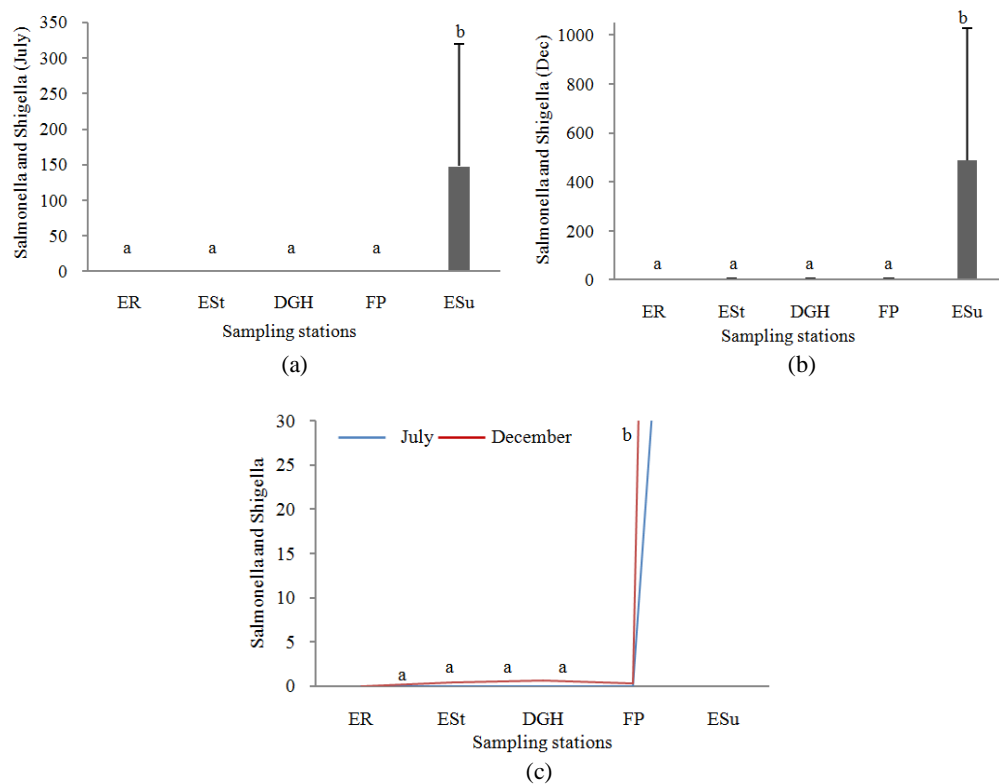 Salmonella and Shigella (July)
350
300
250
200
150
100
50
0
a a a a b
ER ESt DGH FP ESu
Sampling stations
(a)
Salmonella and Shigella (Dec)
1000
800
600
400
200
0
a a a a b
ER ESt DGH FP ESu
Sampling stations
(b)
Salmonella and Shigella
30
25
20
15
10
5
0
July December
a a a a b
ER ESt DGH FP ESu
Sampling stations
(c)